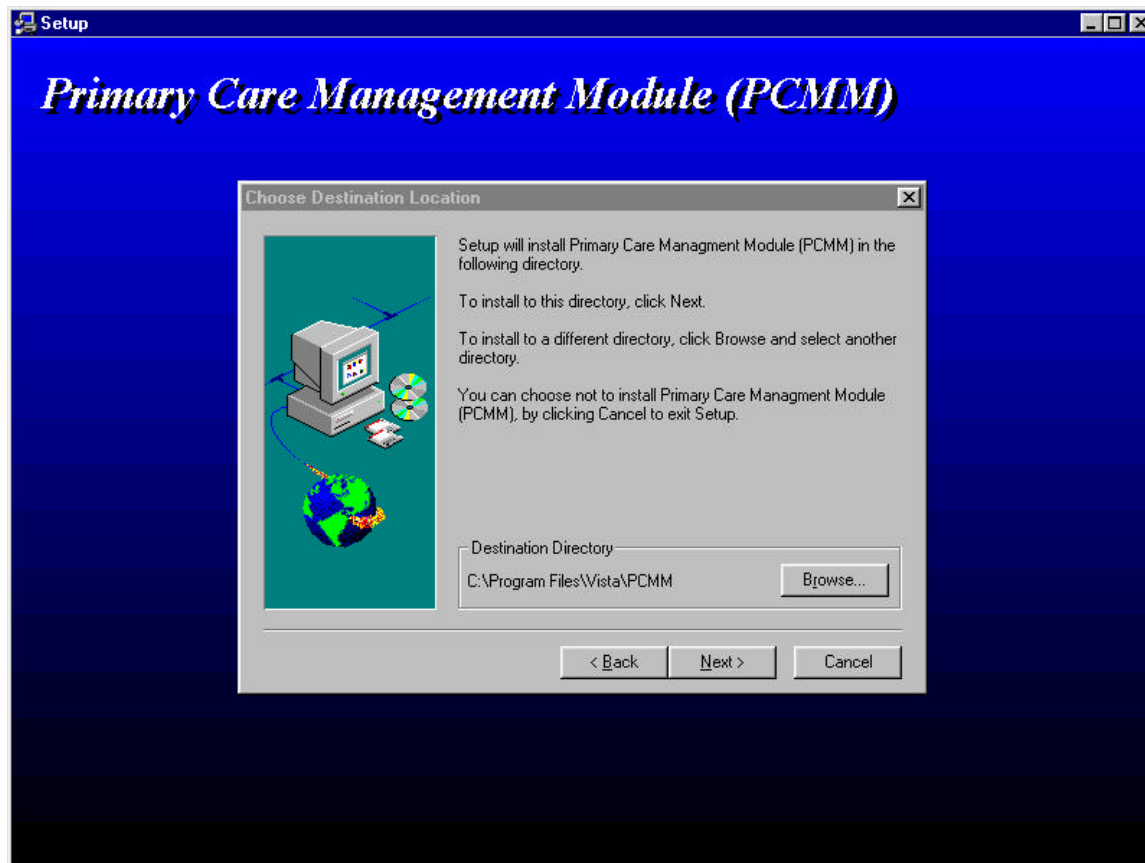 Setup
Primary Care Management Module (PCMM)
Choose Destination Location
Setup will install Primary Care Managment Module (PCMM) in the
following directory.
To install to this directory, click Next.
To install to a different directory, click Browse and select another
directory.
You can choose not to install Primary Care Managment Module
(PCMM), by clicking Cancel to exit Setup.
Destination Directory
C:\Program Files\Vista\PCMM
Browse...
< Back
Next >
Cancel